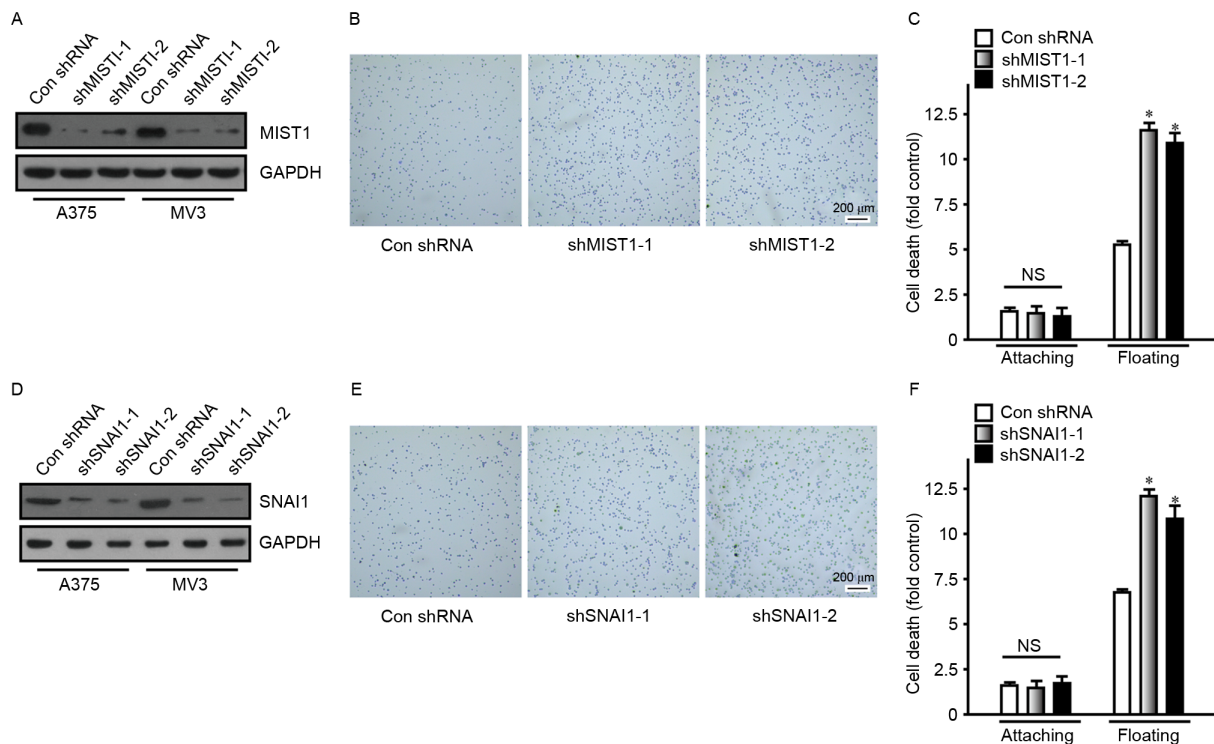 A
Con shRNA
shMISTI-1
shMISTI-2
Con shRNA
shMISTI-1
shMISTI-2
MIST1
GAPDH
A375
MV3
B
200 μm
Con shRNA
shMIST1-1
shMIST1-2
C
Con shRNA
shMIST1-1
shMIST1-2
Cell death (fold control)
12.5
10
7.5
5
2.5
0
NS
*
*
Attaching
Floating
D
Con shRNA
shSNAI1-1
shSNAI1-2
Con shRNA
shSNAI1-1
shSNAI1-2
SNAI1
GAPDH
A375
MV3
E
200 μm
Con shRNA
shSNAI1-1
shSNAI1-2
F
Con shRNA
shSNAI1-1
shSNAI1-2
Cell death (fold control)
12.5
10
7.5
5
2.5
0
NS
*
*
Attaching
Floating